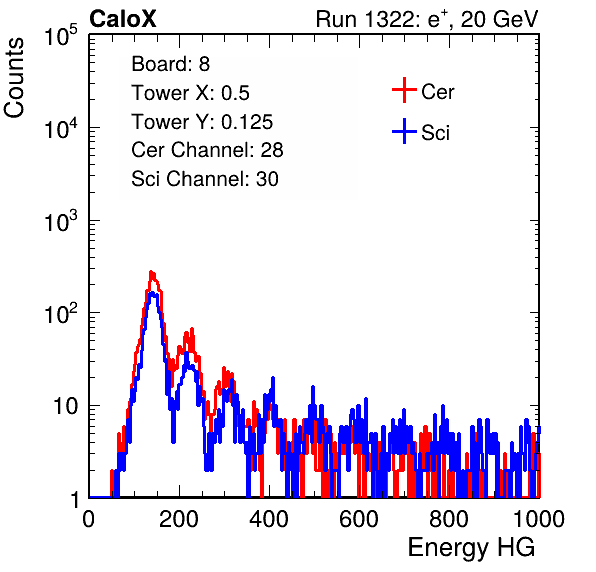 CaloX Run 1322: e⁺, 20 GeV
Counts
10⁵
10⁴
10³
10²
10
1
Board: 8
Tower X: 0.5
Tower Y: 0.125
Cer Channel: 28
Sci Channel: 30
Cer
Sci
0 200 400 600 800 1000
Energy HG